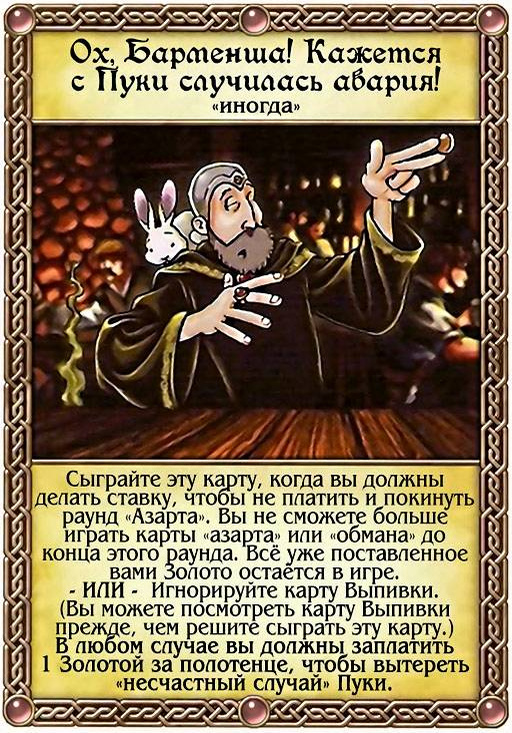 Ох, Барменша! Кажется
с Пуки случилась авария!
«иногда»
Сыграйте эту карту, когда вы должны
делать ставку, чтобы не платить и покинуть
раунд «Азарта». Вы не сможете больше
играть карты «азарта» или «обмана» до
конца этого раунда. Всё уже поставленное
вами Золото остаётся в игре.
- ИЛИ - Игнорируйте карту Выпивки.
(Вы можете посмотреть карту Выпивки
прежде, чем решите сыграть эту карту.)
В любом случае вы должны заплатить
1 Золотой за полотенце, чтобы вытереть
«несчастный случай» Пуки.